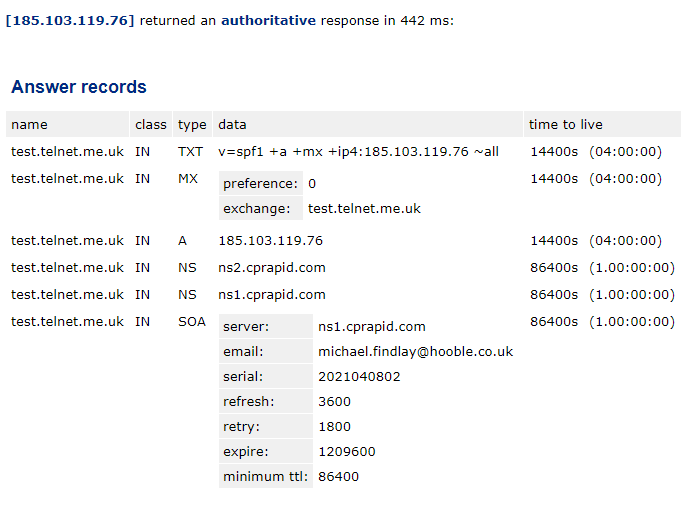 [185.103.119.76] returned an authoritative response in 442 ms:
Answer records
name class type data time to live
test.telnet.me.uk IN TXT v=spf1 +a +mx +ip4:185.103.119.76 ~all 14400s (04:00:00)
test.telnet.me.uk IN MX preference: 0 14400s (04:00:00)
exchange: test.telnet.me.uk
test.telnet.me.uk IN A 185.103.119.76 14400s (04:00:00)
test.telnet.me.uk IN NS ns2.cprapid.com 86400s (1.00:00:00)
test.telnet.me.uk IN NS ns1.cprapid.com 86400s (1.00:00:00)
test.telnet.me.uk IN SOA server: ns1.cprapid.com 86400s (1.00:00:00)
email: michael.findlay@hooble.co.uk
serial: 2021040802
refresh: 3600
retry: 1800
expire: 1209600
minimum ttl: 86400